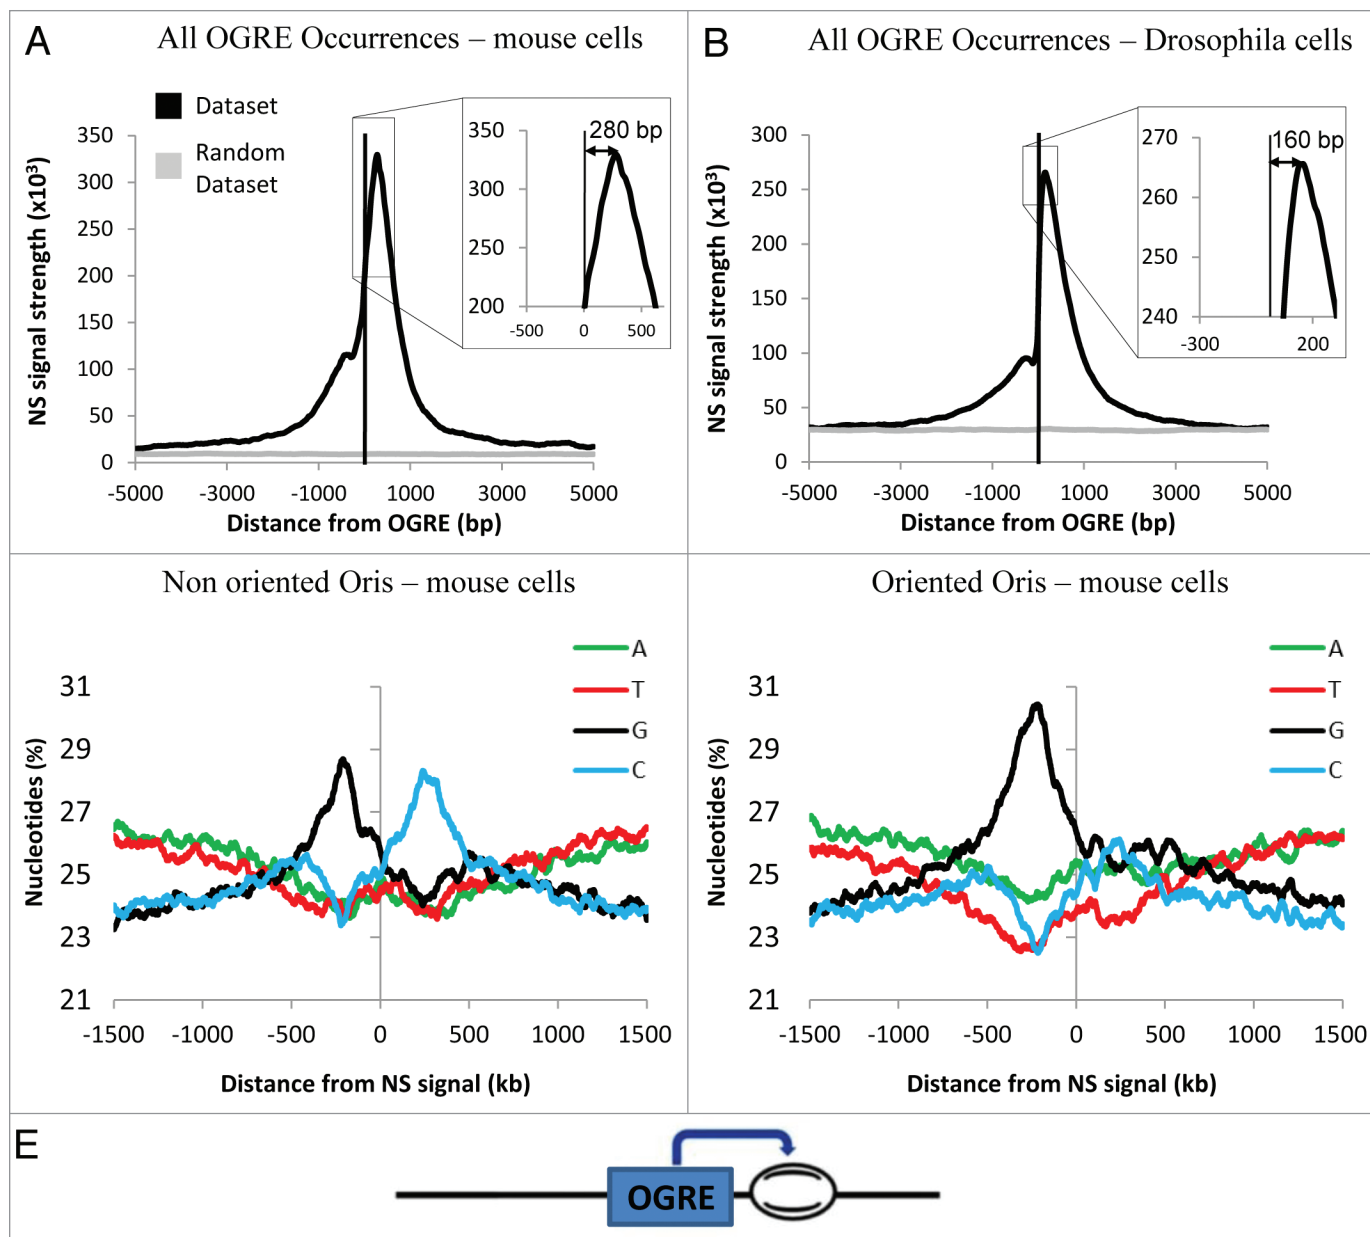 A
All OGRE Occurrences – mouse cells
Dataset
Random
Dataset
NS signal strength (x10³)
350
300
250
200
150
100
50
0
-5000 -3000 -1000 1000 3000 5000
Distance from OGRE (bp)
280 bp
350
300
250
200
-500 0 500
B
All OGRE Occurrences – Drosophila cells
NS signal strength (x10³)
300
250
200
150
100
50
0
-5000 -3000 -1000 1000 3000 5000
Distance from OGRE (bp)
160 bp
270
260
250
240
-300 200
Non oriented Oris – mouse cells
A
T
G
C
Nucleotides (%)
31
29
27
25
23
21
-1500 -1000 -500 0 500 1000 1500
Distance from NS signal (kb)
Oriented Oris – mouse cells
A
T
G
C
Nucleotides (%)
31
29
27
25
23
21
-1500 -1000 -500 0 500 1000 1500
Distance from NS signal (kb)
E
OGRE